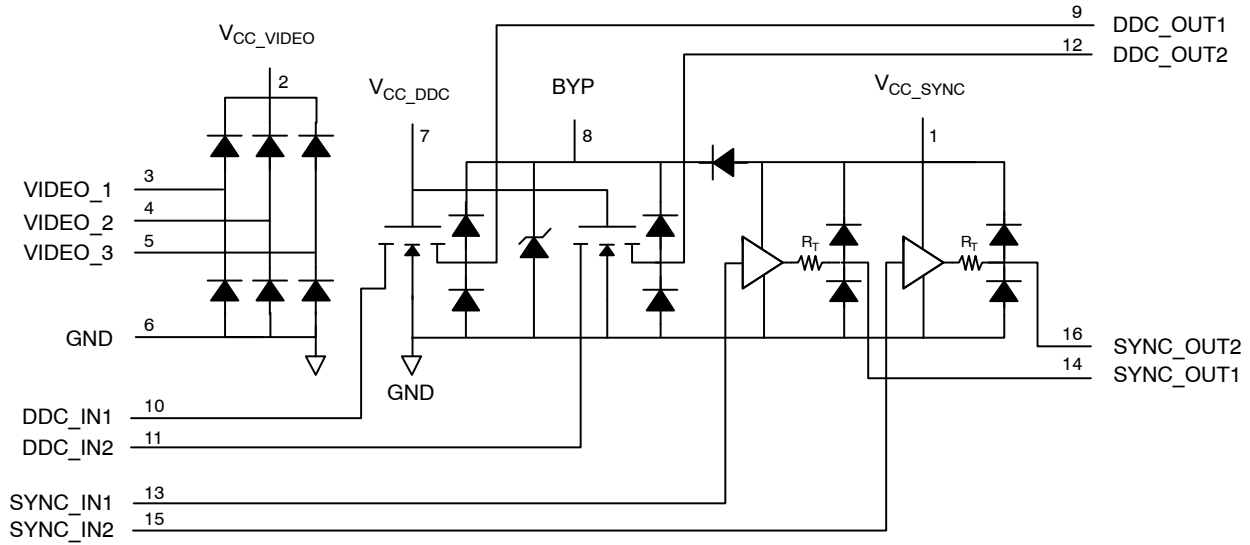 9 DDC_OUT1
12 DDC_OUT2
VCC_VIDEO
2
VCC_DDC
7
BYP
8
VCC_SYNC
1
VIDEO_1 3
VIDEO_2 4
VIDEO_3 5
RT
RT
GND 6
GND
16 SYNC_OUT2
14 SYNC_OUT1
DDC_IN1 10
DDC_IN2 11
SYNC_IN1 13
SYNC_IN2 15